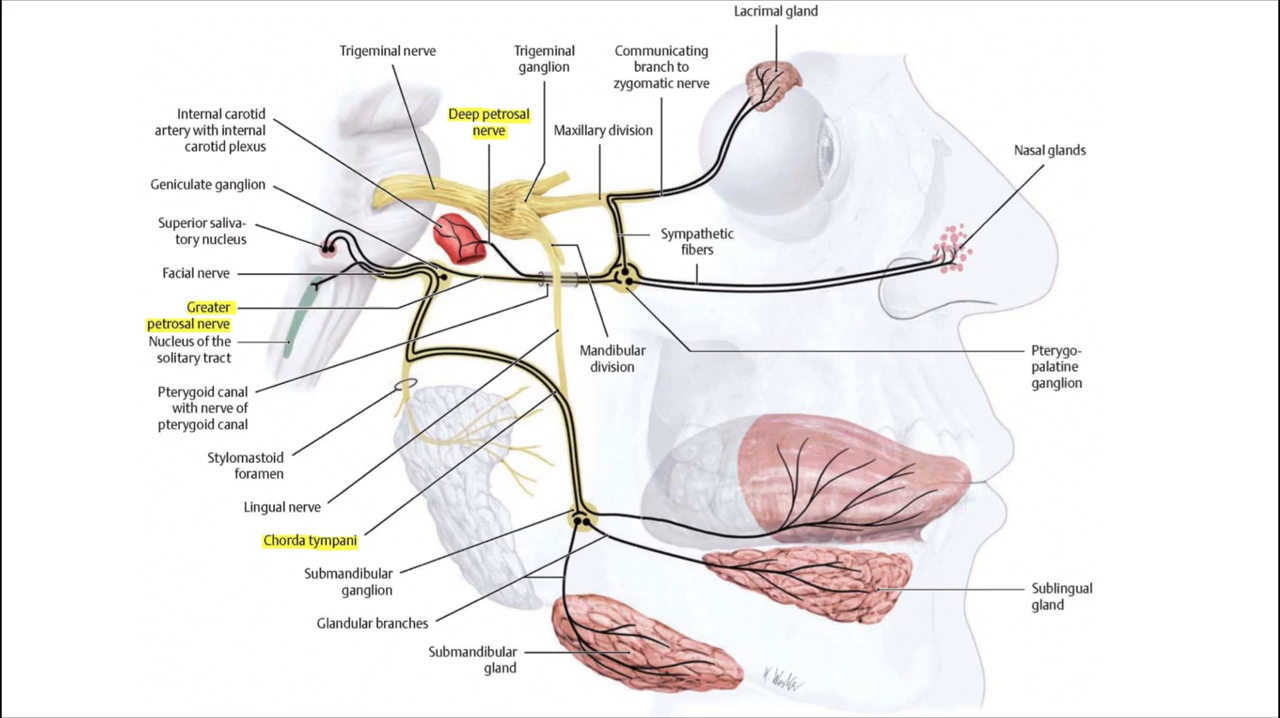 Lacrimal gland
Trigeminal nerve
Trigeminal
ganglion
Communicating
branch to
zygomatic nerve
Internal carotid
artery with internal
carotid plexus
Deep petrosal
nerve
Maxillary division
Nasal glands
Geniculate ganglion
Superior saliva-
tory nucleus
Sympathetic
fibers
Facial nerve
Greater
petrosal nerve
Nucleus of the
solitary tract
Mandibular
division
Pterygo-
palatine
ganglion
Pterygoid canal
with nerve of
pterygoid canal
Stylomastoid
foramen
Lingual nerve
Chorda tympani
Submandibular
ganglion
Sublingual
gland
Glandular branches
Submandibular
gland